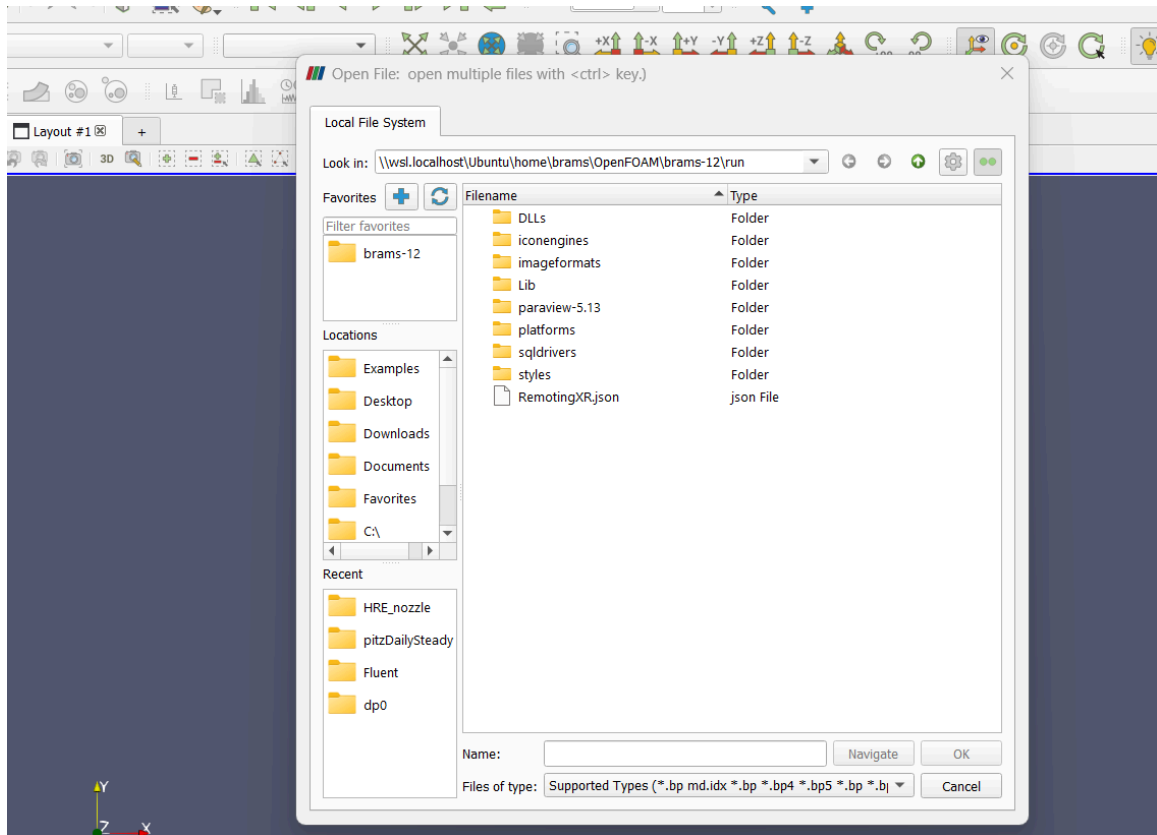 +X -X +Y -Y +Z -Z
Open File: open multiple files with <ctrl> key.)
Local File System
Layout #1
+
3D
Look in: \\wsl.localhost\Ubuntu\home\brams\OpenFOAM\brams-12\run
Favorites
Filter favorites
brams-12
Filename Type
DLLs Folder
iconengines Folder
imageformats Folder
Lib Folder
paraview-5.13 Folder
platforms Folder
sqldrivers Folder
styles Folder
RemotingXR.json json File
Locations
Examples
Desktop
Downloads
Documents
Favorites
C:\
Recent
HRE_nozzle
pitzDailySteady
Fluent
dp0
Name: Navigate OK
Files of type: Supported Types (*.bp md.idx *.bp *.bp4 *.bp5 *.bp *.b Cancel
Y
Z X